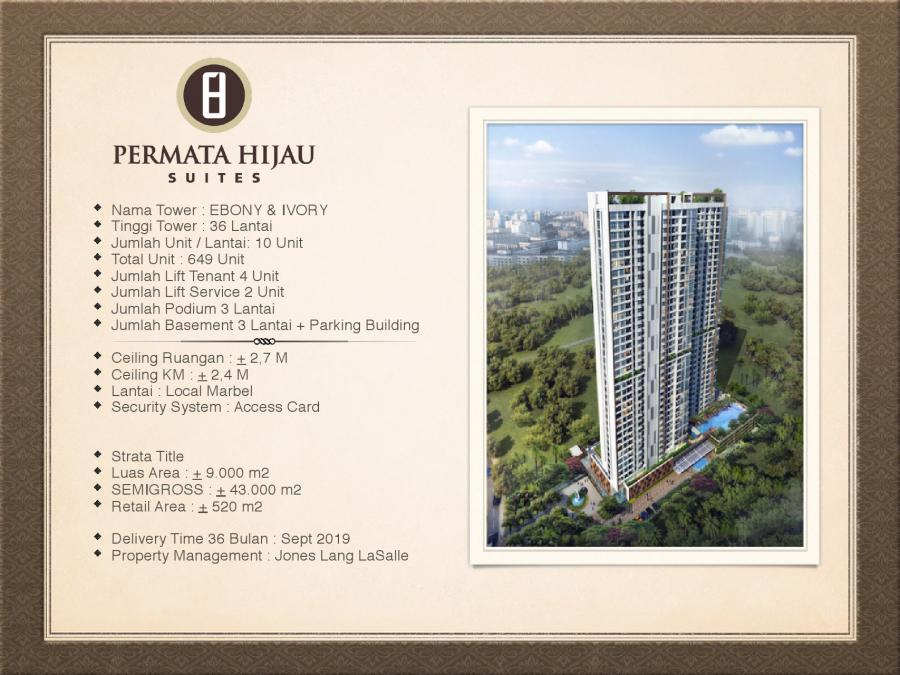 PERMATA HIJAU
SUITES
Nama Tower : EBONY & IVORY
Tinggi Tower : 36 Lantai
Jumlah Unit / Lantai: 10 Unit
Total Unit : 649 Unit
Jumlah Lift Tenant 4 Unit
Jumlah Lift Service 2 Unit
Jumlah Podium 3 Lantai
Jumlah Basement 3 Lantai + Parking Building
Ceiling Ruangan : ± 2,7 M
Ceiling KM : ± 2,4 M
Lantai : Local Marbel
Security System : Access Card
Strata Title
Luas Area : ± 9.000 m2
SEMIGROSS : ± 43.000 m2
Retail Area : ± 520 m2
Delivery Time 36 Bulan : Sept 2019
Property Management : Jones Lang LaSalle